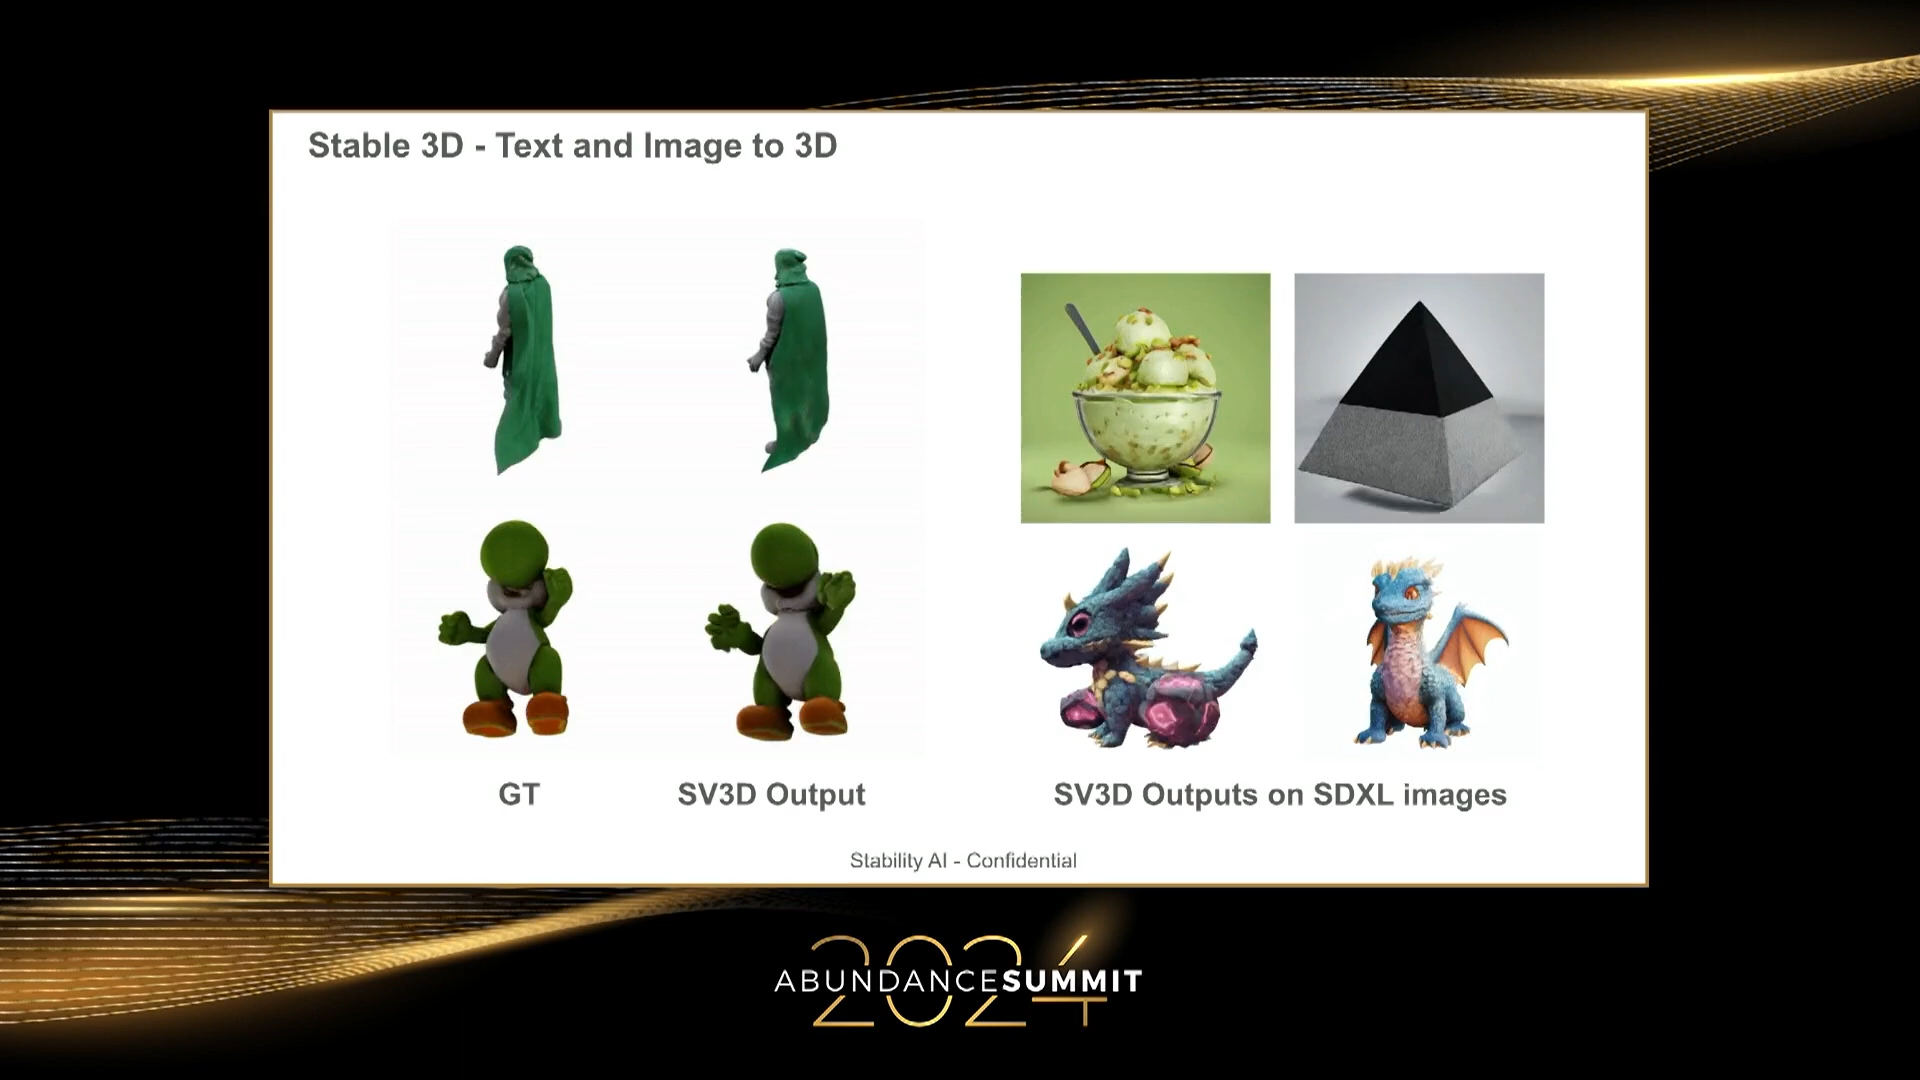 Stable 3D - Text and Image to 3D
GT
SV3D Output
SV3D Outputs on SDXL images
Stability AI - Confidential
2024
ABUNDANCESUMMIT